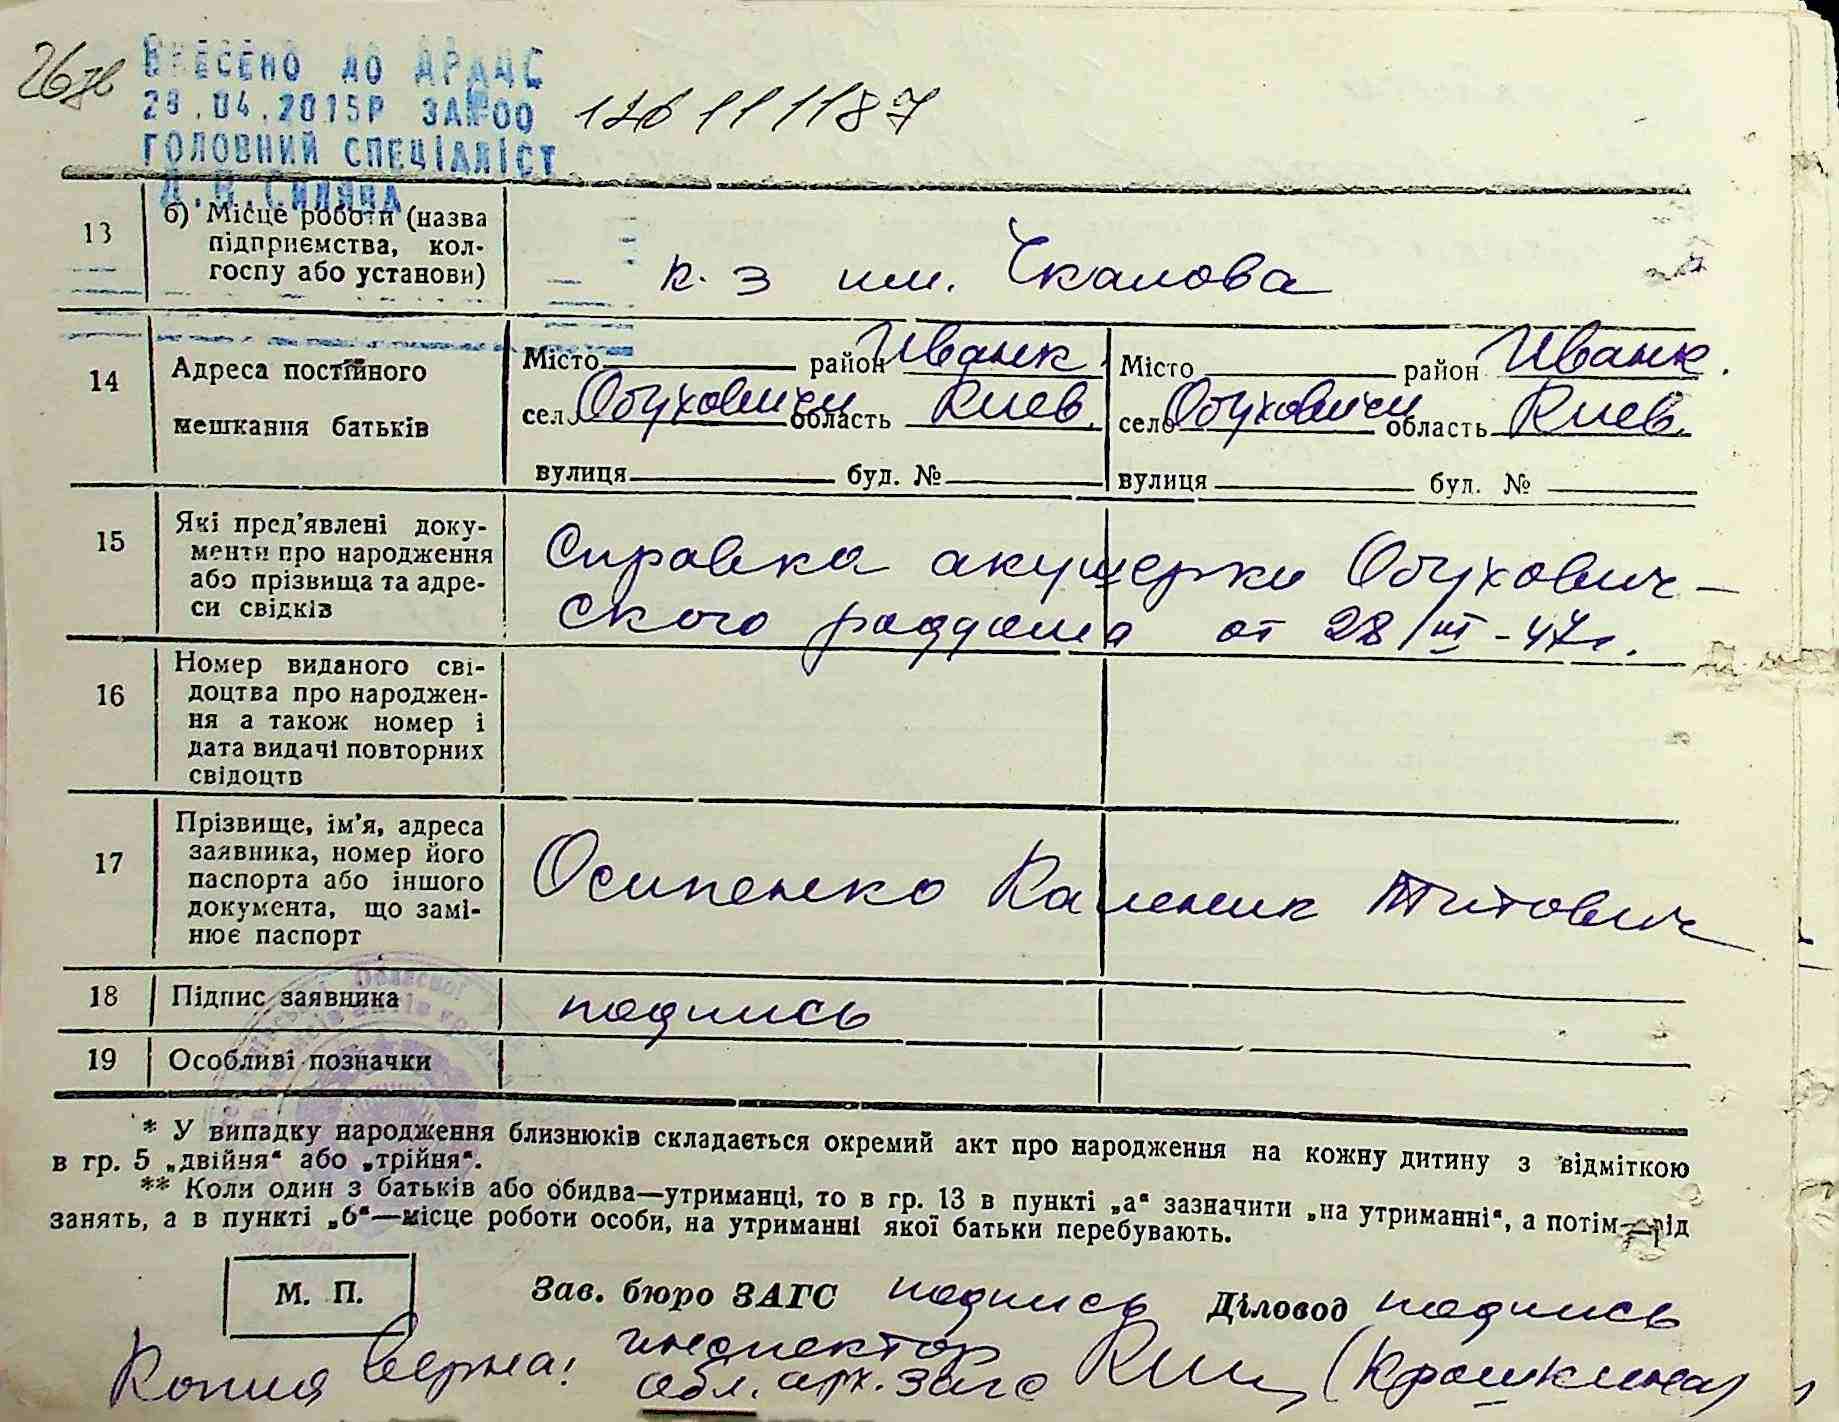 267в
ВНЕСЕНО ДО ДРАЦС
28.04.2015Р ЗАГ 00
12611 1187
ГОЛОВНИЙ СПЕЦІАЛІСТ
13
б) Місце роботи (назва
підприємства, кол-
госпу або установи)
к. з им. Чкалова
14
Адреса постійного
мешкання батьків
Місто район Иванк.
село Обуховичи область Киев.
вулиця буд. №
Місто район Иванк.
село Обуховичи область Киев.
вулиця буд. №
15
Які пред'явлені доку-
менти про народження
або прізвища та адре-
си свідків
Справка акушерки Обухович-
ского роддома от 28/III-47г.
16
Номер виданого сві-
доцтва про народжен-
ня а також номер і
дата видачі повторних
свідоцтв
17
Прізвище, ім'я, адреса
заявника, номер його
паспорта або іншого
документа, що замі-
нює паспорт
Осипенко Каленик Титович
18
Підпис заявника
подпись
19
Особливі позначки
* У випадку народження близнюків складається окремий акт про народження на кожну дитину з відміткою
в гр. 5 „двійня“ або „трійня“.
** Коли один з батьків або обидва—утриманці, то в гр. 13 в пункті „а“ зазначити „на утриманні“, а потім—рід
занять, а в пункті „б“—місце роботи особи, на утриманні якої батьки перебувають.
М. П.
Зав. бюро ЗАГС подпись Діловод подпись
Копия верна! инспектор
обл. арх. загс (Крошкина)